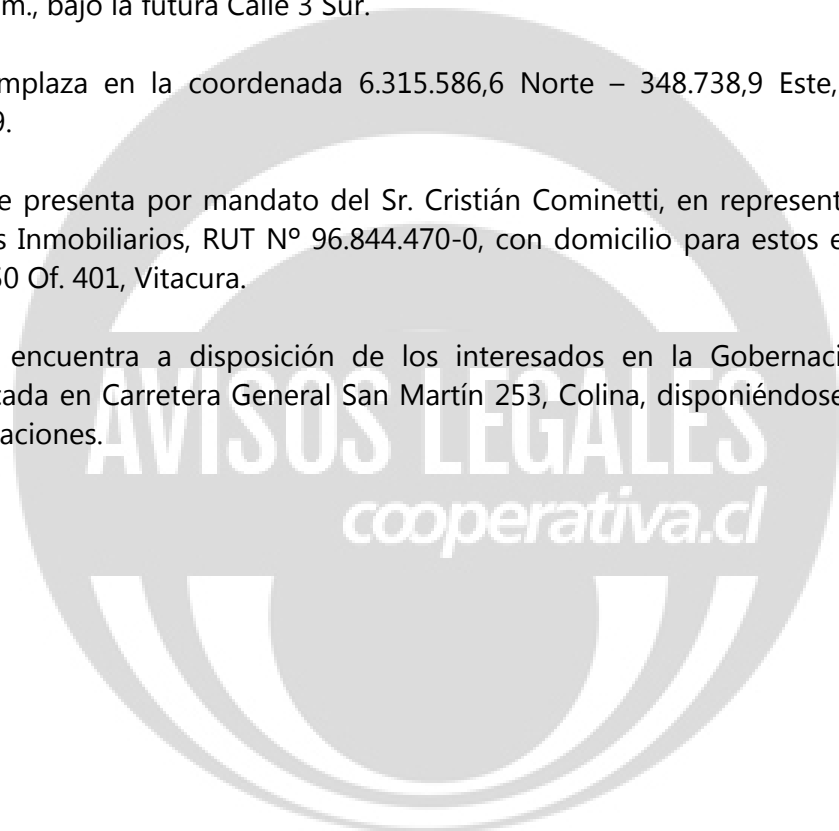 m., bajo la futura Calle 3 Sur.
mplaza en la coordenada 6.315.586,6 Norte – 348.738,9 Este,
9.
e presenta por mandato del Sr. Cristián Cominetti, en represent
s Inmobiliarios, RUT Nº 96.844.470-0, con domicilio para estos e
50 Of. 401, Vitacura.
encuentra a disposición de los interesados en la Gobernaci
cada en Carretera General San Martín 253, Colina, disponiéndose
aciones.
AVISOS LEGALES
cooperativa.cl